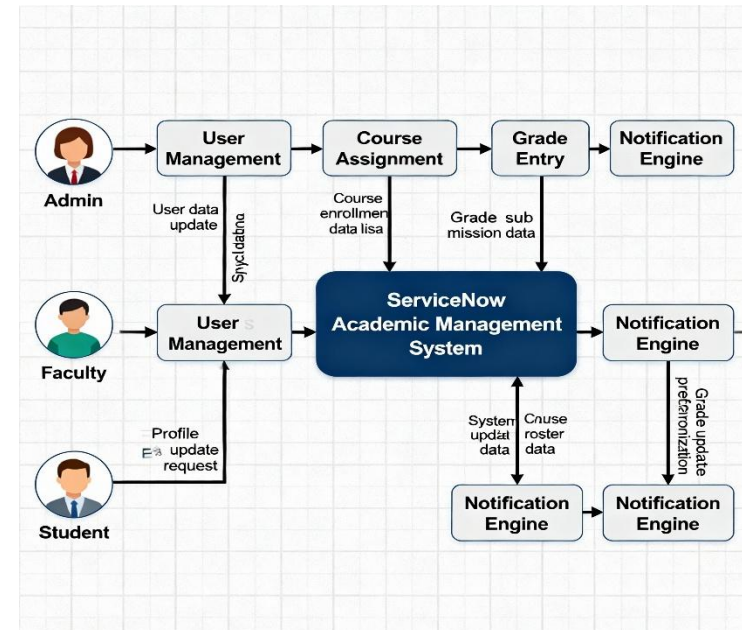 User
Management
Course
Assignment
Grade
Entry
Notification
Engine
Admin
User data
update
Course
enrollmen
data lisa
Grade sub
mission data
ServiceNow
Academic Management
System
User s
Management
Notification
Engine
Faculty
Grade update
Profile
update
request
System
updat
data
roster
data
Notification
Engine
Notification
Engine
Student